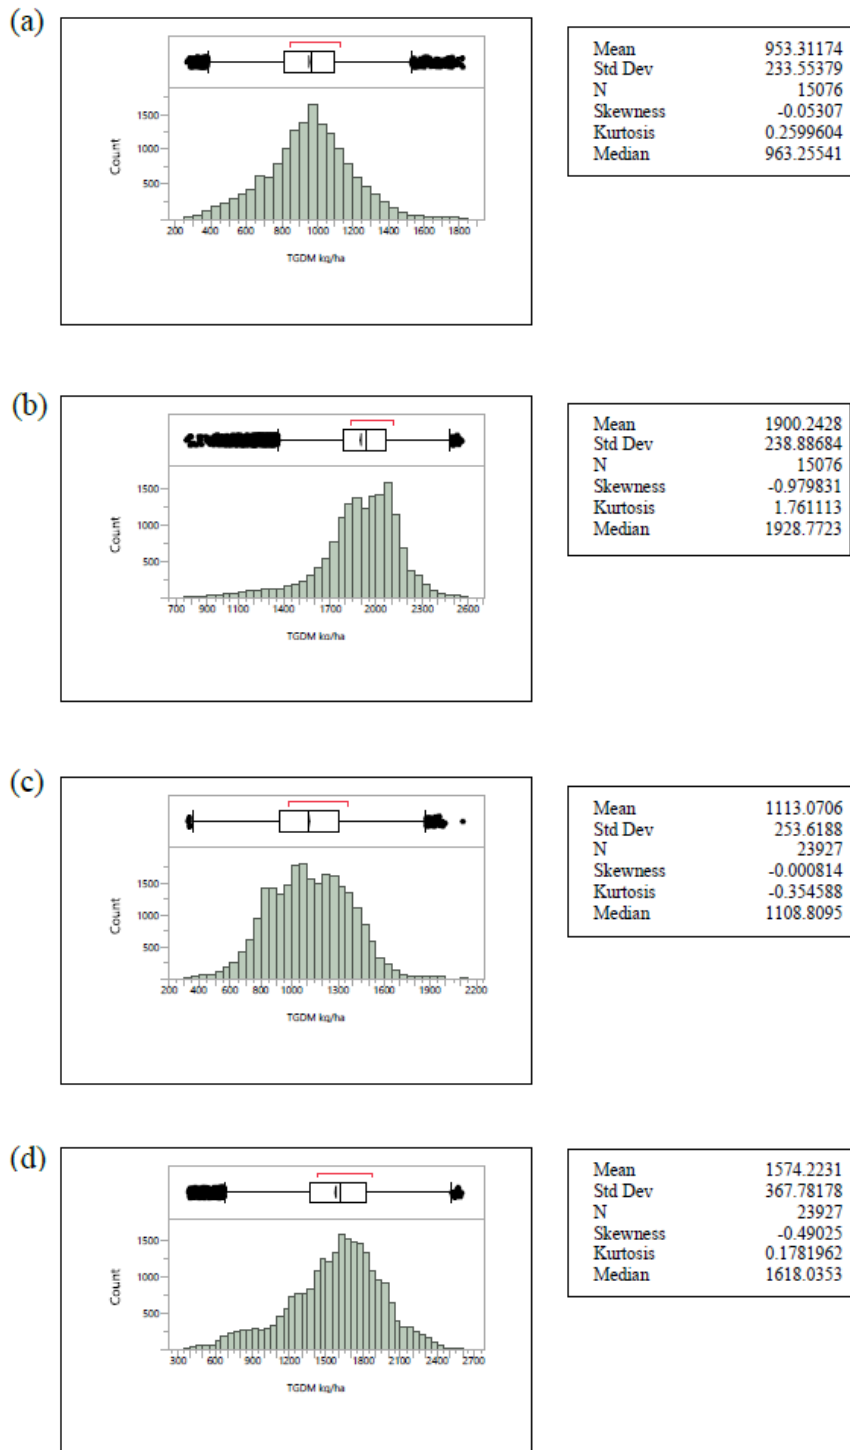 (a)
1500
1000
500
Count
200 400 600 800 1000 1200 1400 1600 1800
TGDM kg/ha
Mean 953.31174
Std Dev 233.55379
N 15076
Skewness -0.05307
Kurtosis 0.2599604
Median 963.25541
(b)
1500
1000
500
Count
700 900 1100 1400 1700 2000 2300 2600
TGDM kg/ha
Mean 1900.2428
Std Dev 238.88684
N 15076
Skewness -0.979831
Kurtosis 1.761113
Median 1928.7723
(c)
1500
1000
500
Count
200 400 600 800 1000 1300 1600 1900 2200
TGDM kg/ha
Mean 1113.0706
Std Dev 253.6188
N 23927
Skewness -0.000814
Kurtosis -0.354588
Median 1108.8095
(d)
1500
1000
500
Count
300 600 900 1200 1500 1800 2100 2400 2700
TGDM kg/ha
Mean 1574.2231
Std Dev 367.78178
N 23927
Skewness -0.49025
Kurtosis 0.1781962
Median 1618.0353